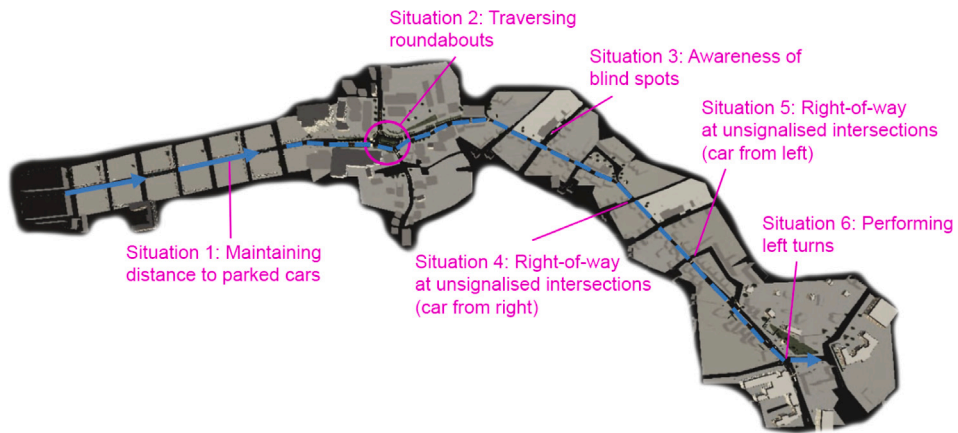 Situation 2: Traversing
roundabouts
Situation 3: Awareness of
blind spots
Situation 5: Right-of-way
at unsignalised intersections
(car from left)
Situation 6: Performing
left turns
Situation 1: Maintaining
distance to parked cars
Situation 4: Right-of-way
at unsignalised intersections
(car from right)